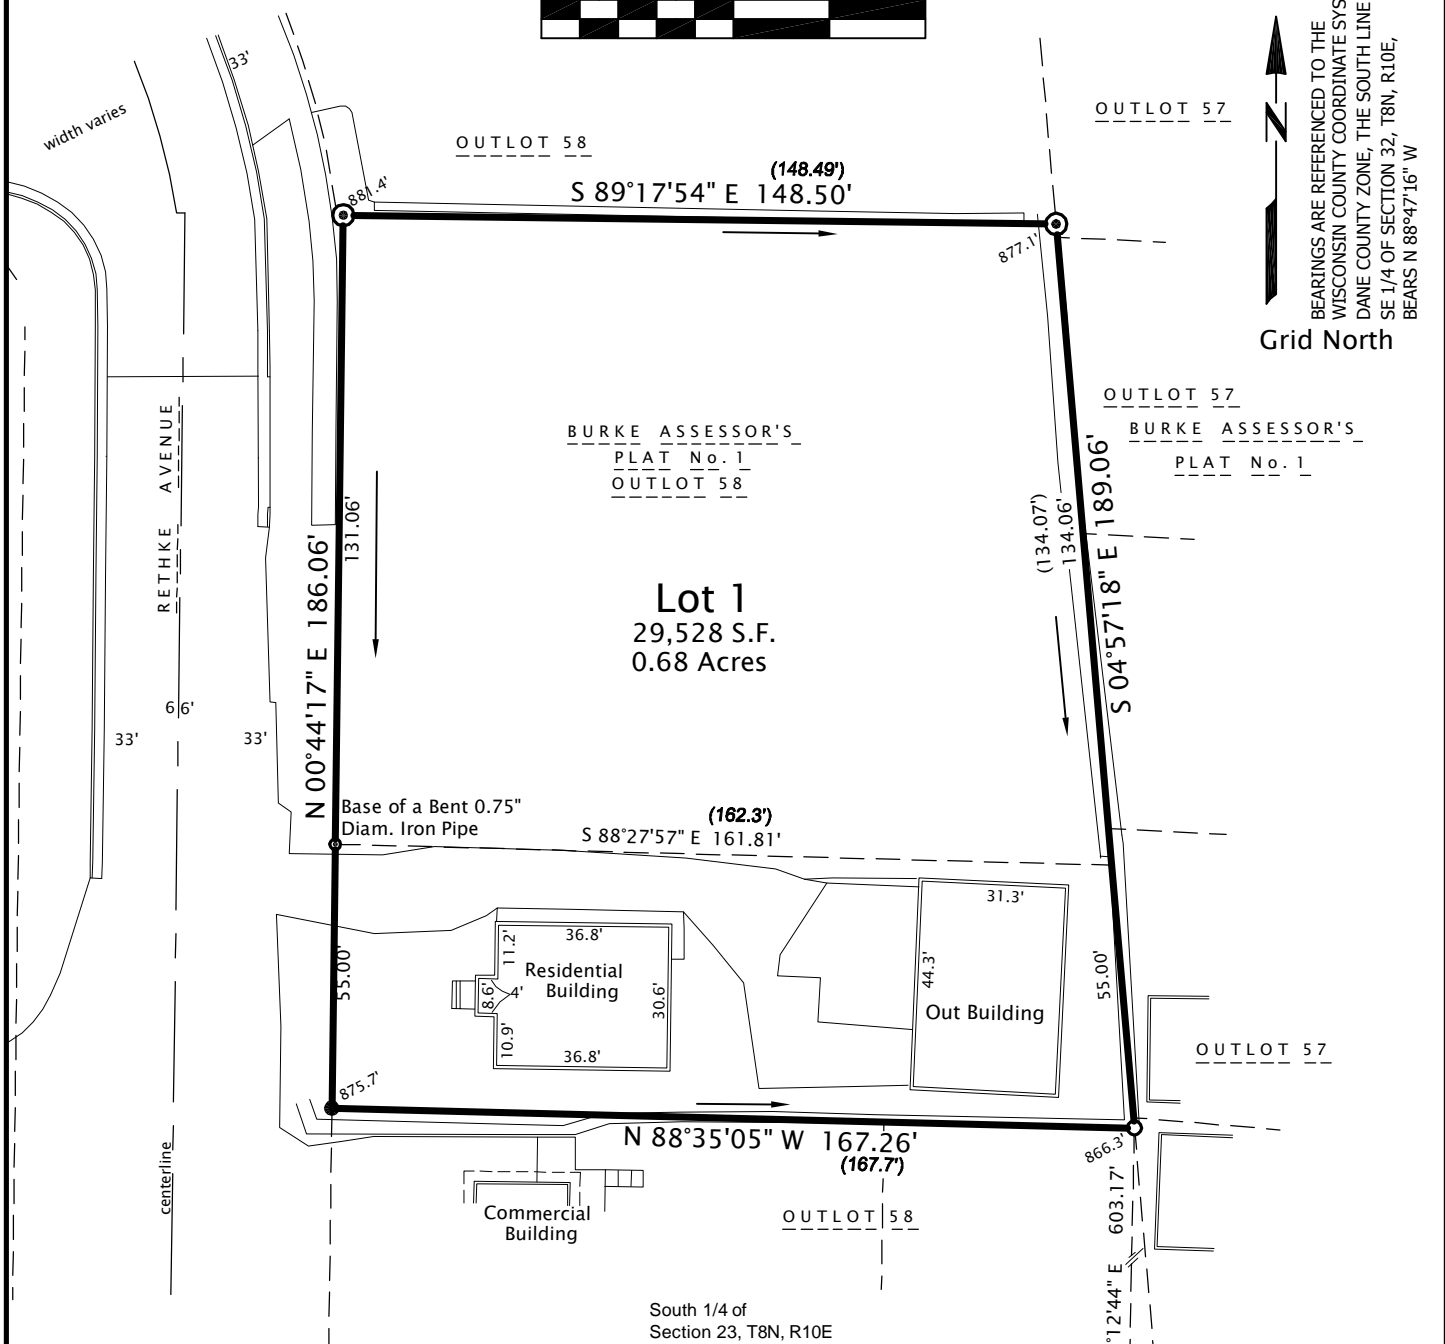 33'
width varies
OUTLOT 58
(148.49')
S 89°17'54" E 148.50'
881.4'
877.1'
OUTLOT 57
N
Grid North
BEARINGS ARE REFERENCED TO THE
WISCONSIN COUNTY COORDINATE
DANE COUNTY ZONE, THE SOUTH LINE
SE 1/4 OF SECTION 32, T8N, R10E,
BEARS N 88°47'16" W
RETHKE AVENUE
BURKE ASSESSOR'S
PLAT No. 1
OUTLOT 58
OUTLOT 57
BURKE ASSESSOR'S
PLAT No. 1
131.06'
N 00°44'17" E 186.06'
(134.07')
134.06'
S 04°57'18" E 189.06'
Lot 1
29,528 S.F.
0.68 Acres
66'
33'
33'
Base of a Bent 0.75"
Diam. Iron Pipe
(162.3')
S 88°27'57" E 161.81'
31.3'
36.8'
11.2'
Residential
Building
8.6'
4'
30.6'
10.9'
36.8'
44.3'
Out Building
55.00'
55.00'
OUTLOT 57
875.7'
N 88°35'05" W 167.26'
(167.7')
866.3'
centerline
Commercial
Building
OUTLOT 58
603.17'
°12'44" E
South 1/4 of
Section 23, T8N, R10E